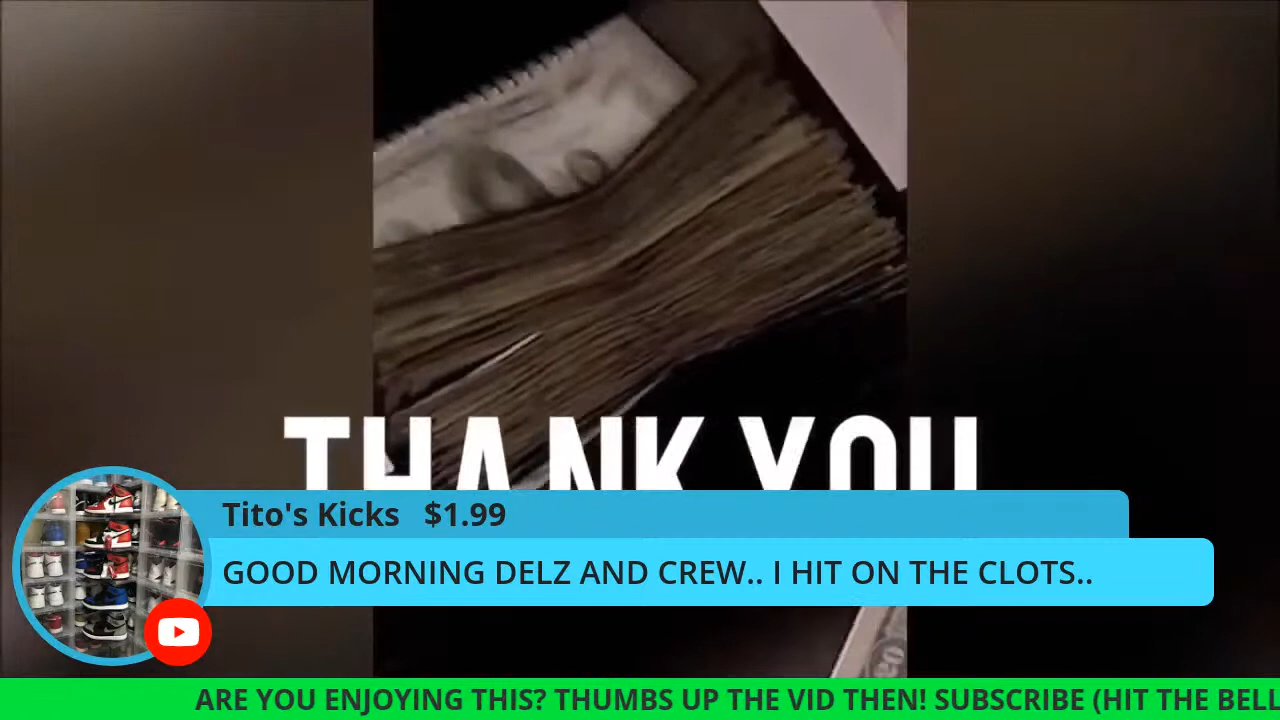 THANK YOU
Tito's Kicks $1.99
GOOD MORNING DELZ AND CREW.. I HIT ON THE CLOTS..
ARE YOU ENJOYING THIS? THUMBS UP THE VID THEN! SUBSCRIBE (HIT THE BELL